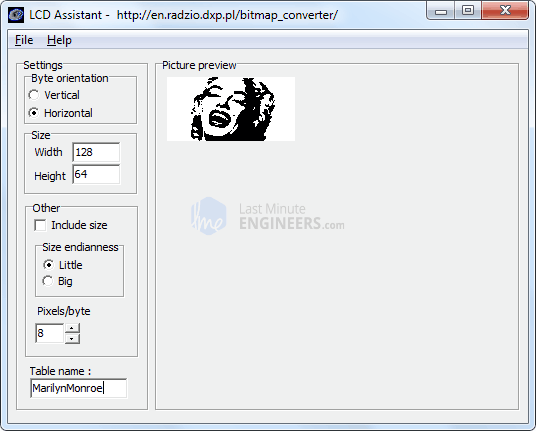 LCD Assistant -  http://en.radzio.dxp.pl/bitmap_converter/
File Help
Settings
Byte orientation
Vertical
Horizontal
Size
Width 128
Height 64
Other
Include size
Size endianness
Little
Big
Pixels/byte
8
Table name :
MarilynMonroe
Picture preview
lme
Last Minute
ENGINEERS.com